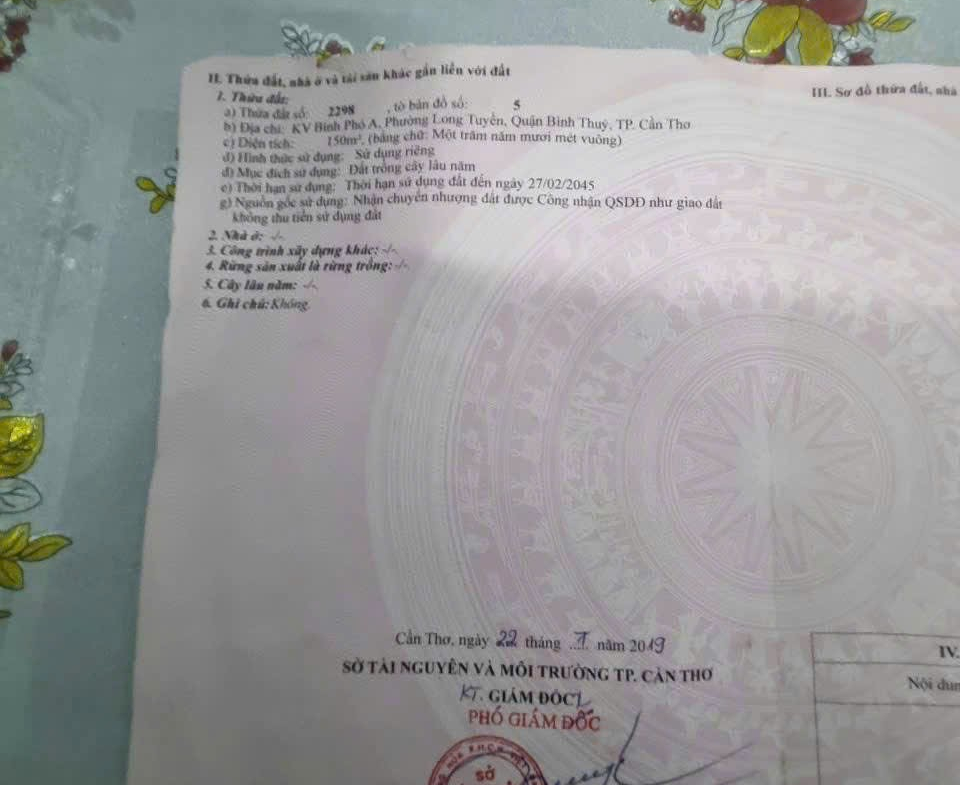 II. Thửa đất, nhà ở và tài sản khác gắn liền với đất
1. Thửa đất:
a) Thửa đất số: 2298 , tờ bản đồ số: 5
b) Địa chỉ: KV Bình Phó A, Phường Long Tuyền, Quận Bình Thuỷ, TP. Cần Thơ
c) Diện tích: 150m², (bằng chữ: Một trăm năm mươi mét vuông)
d) Hình thức sử dụng: Sử dụng riêng
đ) Mục đích sử dụng: Đất trồng cây lâu năm
e) Thời hạn sử dụng: Thời hạn sử dụng đất đến ngày 27/02/2045
g) Nguồn gốc sử dụng: Nhận chuyển nhượng đất được Công nhận QSDĐ như giao đất
không thu tiền sử dụng đất
2. Nhà ở: -/-
3. Công trình xây dựng khác: -/-
4. Rừng sản xuất là rừng trồng: -/-
5. Cây lâu năm: -/-
6. Ghi chú: Không.
III. Sơ đồ thửa đất, nhà
Cần Thơ, ngày 22 tháng 7 năm 2019
SỞ TÀI NGUYÊN VÀ MÔI TRƯỜNG TP. CẦN THƠ
KT. GIÁM ĐỐC
PHÓ GIÁM ĐỐC
SỞ
IV.
Nội dun